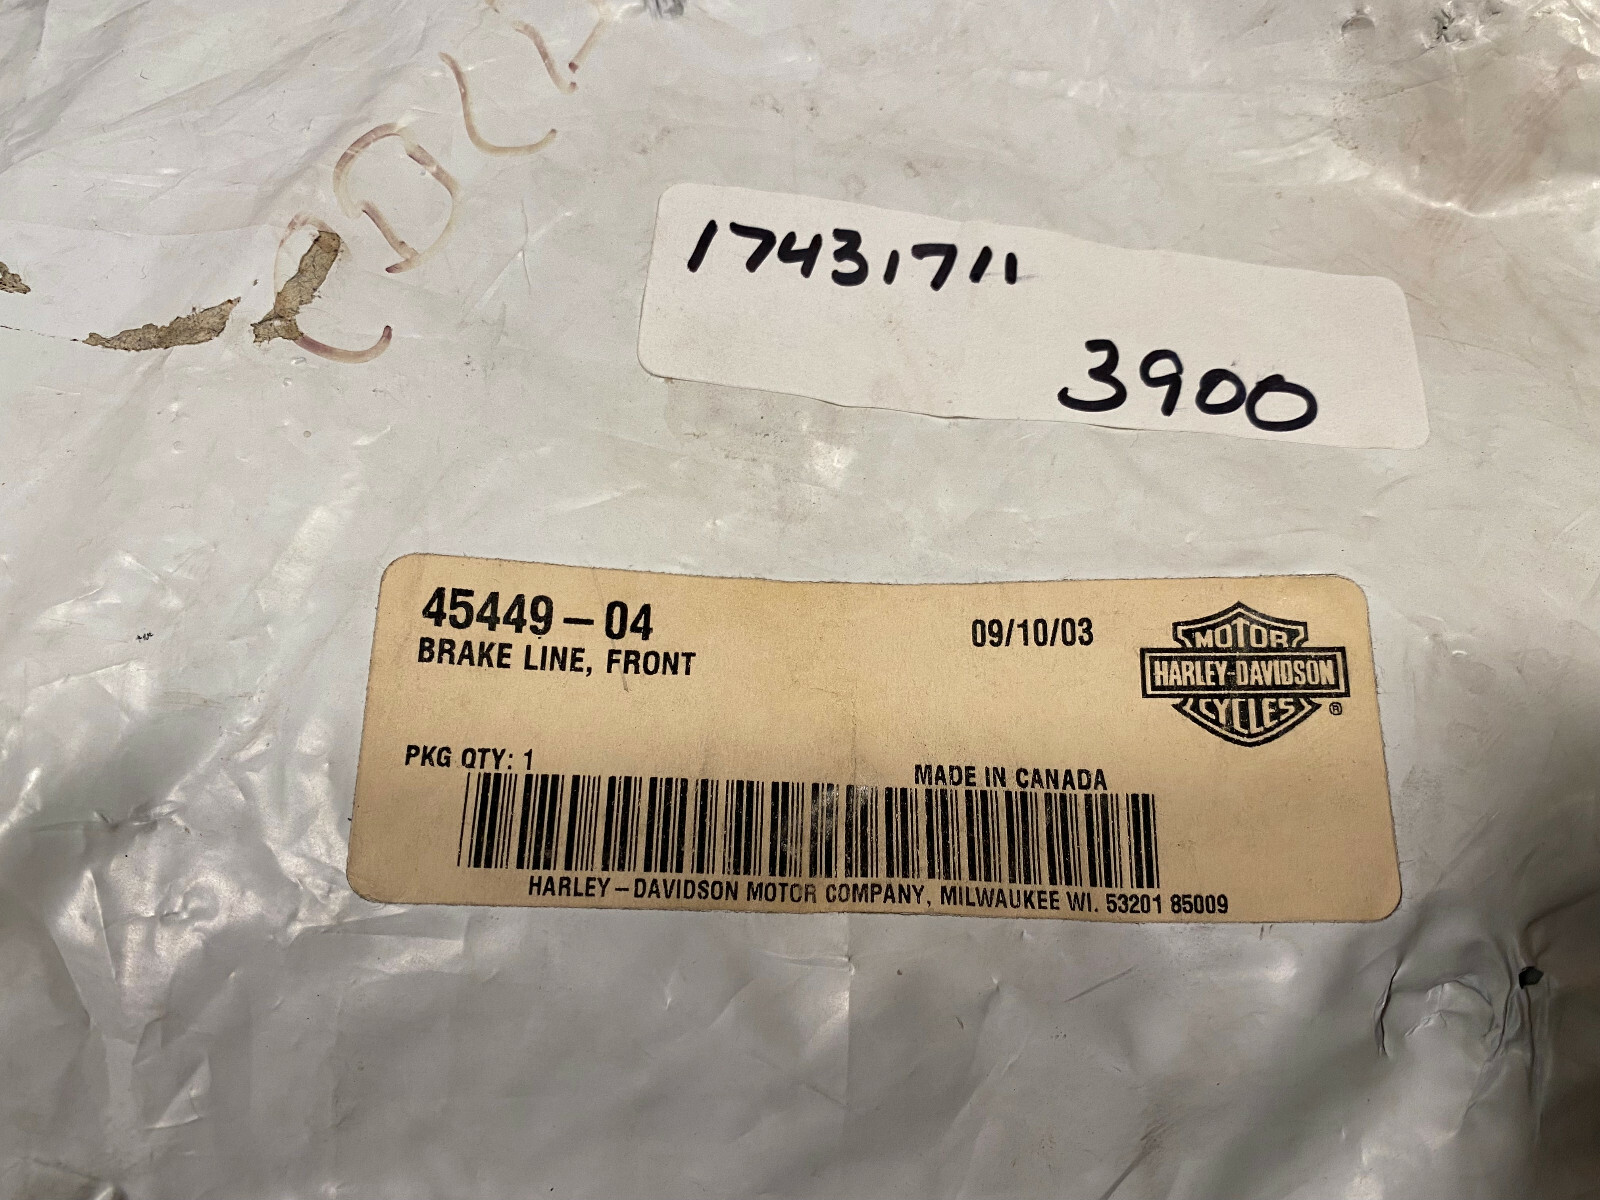 17431711
3900
45449-04
BRAKE LINE, FRONT
09/10/03
MOTOR
HARLEY-DAVIDSON
CYCLES
®
PKG QTY: 1
MADE IN CANADA
HARLEY-DAVIDSON MOTOR COMPANY, MILWAUKEE WI. 53201 85009